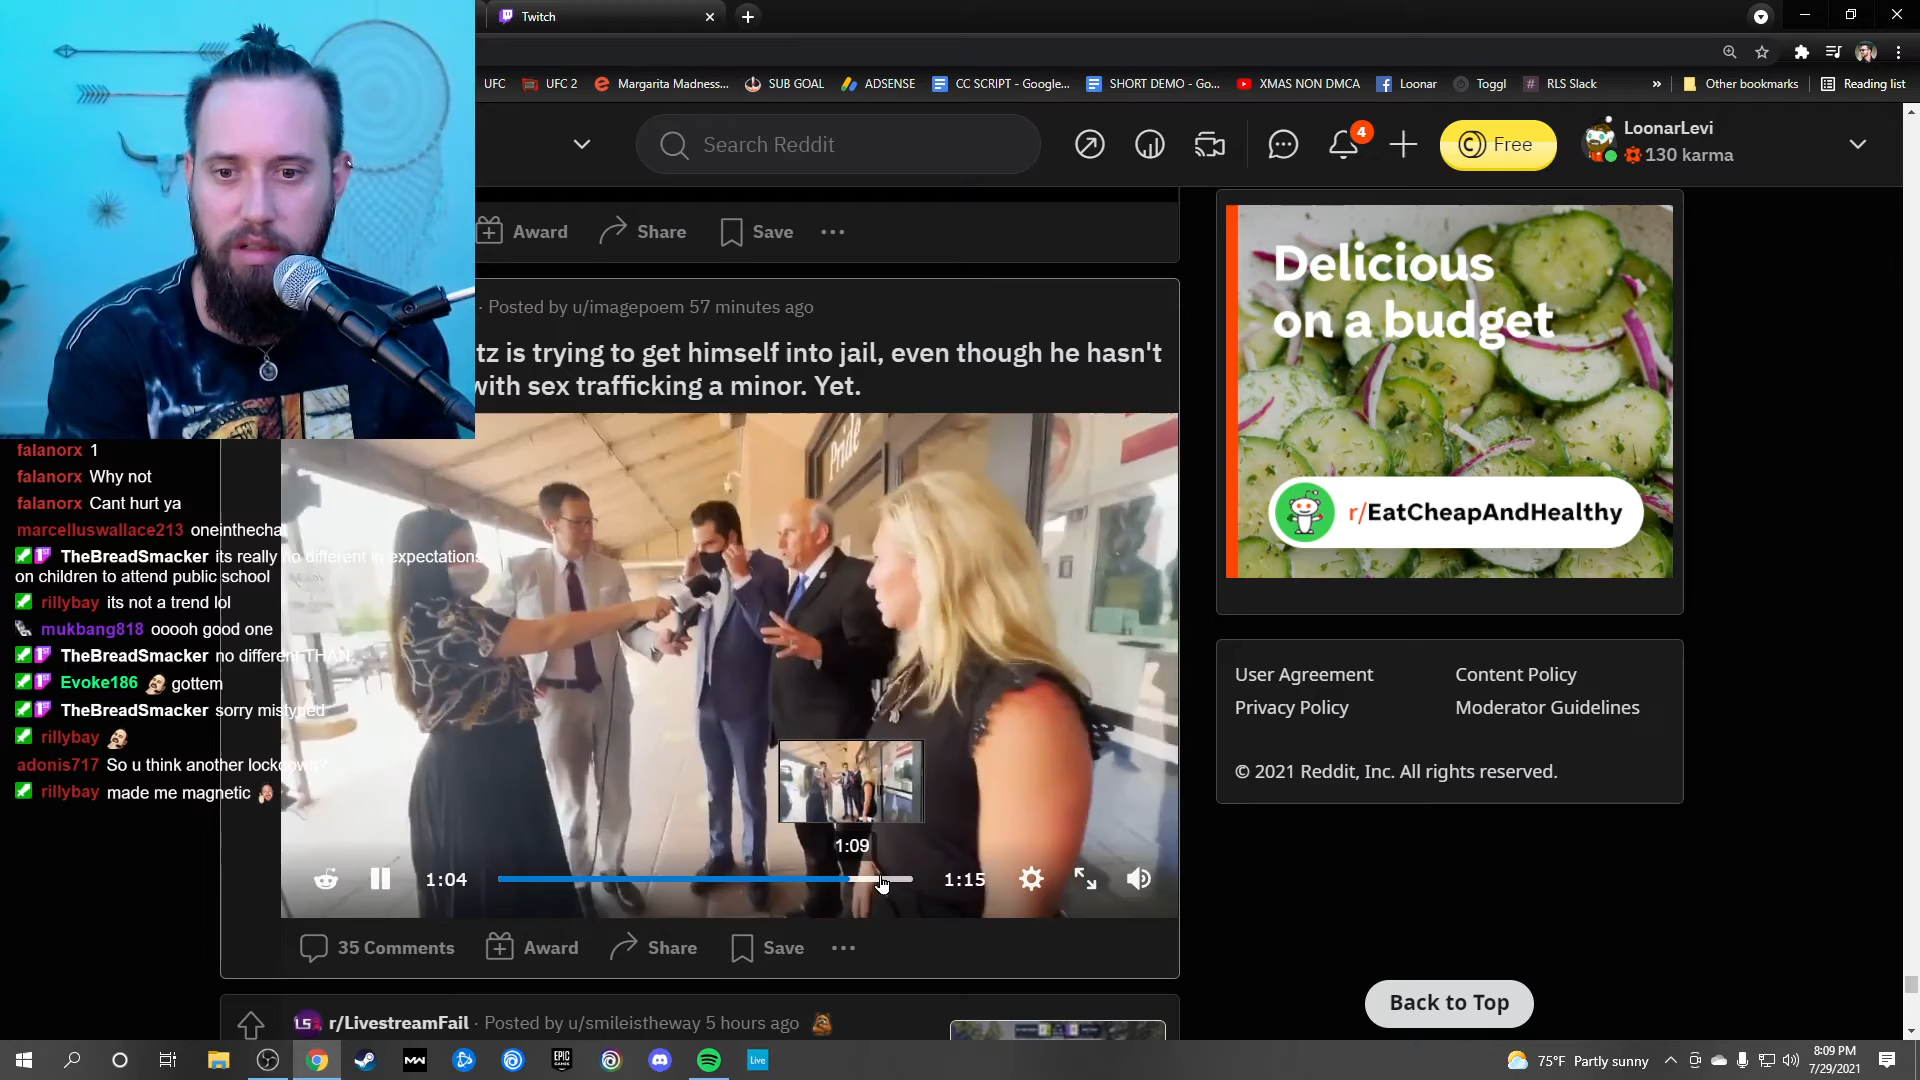 Twitch
UFC
UFC 2
Margarita Madness...
SUB GOAL
ADSENSE
CC SCRIPT - Google...
SHORT DEMO - Go...
XMAS NON DMCA
Loonar
Toggl
RLS Slack
»
Other bookmarks
Reading list
Search Reddit
4
Free
LoonarLevi
130 karma
Award
Share
Save
· Posted by u/imagepoem 57 minutes ago
tz is trying to get himself into jail, even though he hasn't
with sex trafficking a minor. Yet.
Delicious
on a budget
r/EatCheapAndHealthy
Pride
falanorx 1
falanorx Why not
falanorx Cant hurt ya
marcelluswallace213 oneinthechat
TheBreadSmacker its really no different in expectations
on children to attend public school
rillybay its not a trend lol
mukbang818 ooooh good one
TheBreadSmacker no different THAN
Evoke186 gottem
TheBreadSmacker sorry mistyped
rillybay
adonis717 So u think another lockdown?
rillybay made me magnetic
1:09
1:04
1:15
User Agreement
Content Policy
Privacy Policy
Moderator Guidelines
© 2021 Reddit, Inc. All rights reserved.
35 Comments
Award
Share
Save
Back to Top
LSF r/LivestreamFail · Posted by u/smileistheway 5 hours ago
MW
EPIC
GAMES
Live
75°F Partly sunny
8:09 PM
7/29/2021